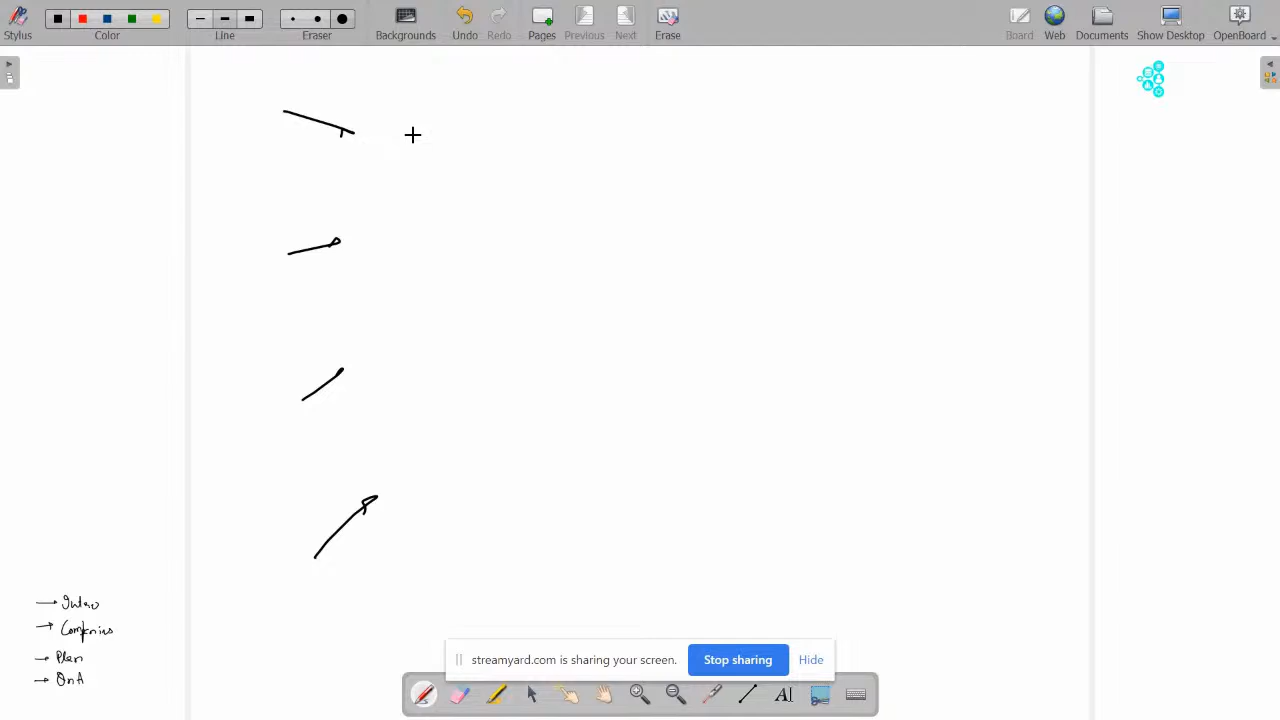 Stylus Color Line Eraser Backgrounds Undo Redo Pages Previous Next Erase Board Web Documents Show Desktop OpenBoard
→ Intro
→ Companies
→ Plan
→ QnA
streamyard.com is sharing your screen. Stop sharing Hide
AI